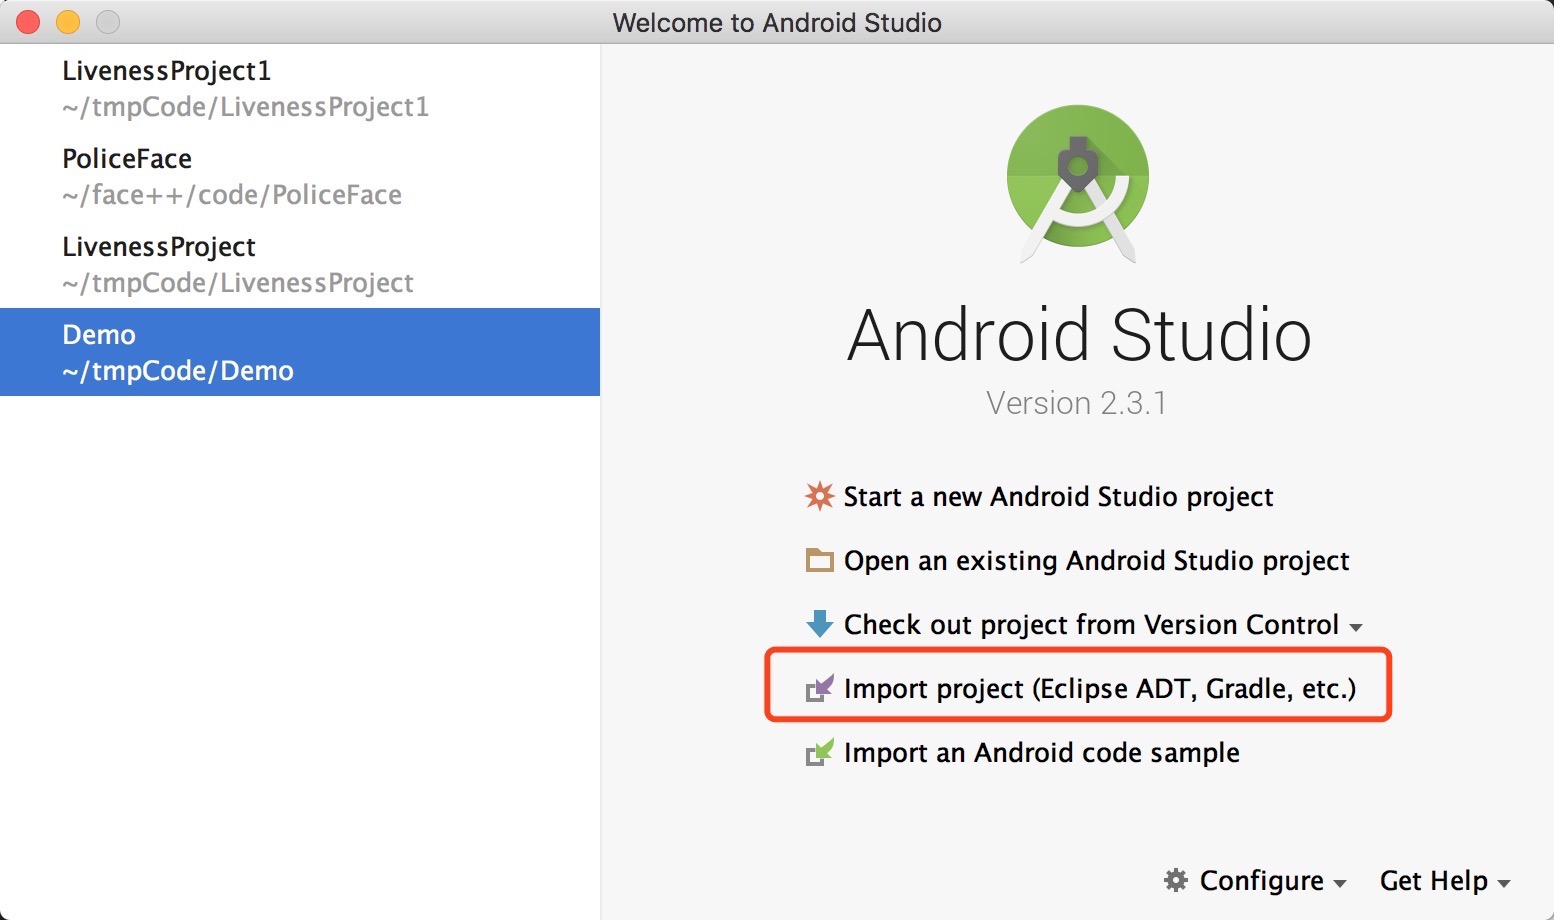 Welcome to Android Studio
LivenessProject1
~/tmpCode/LivenessProject1
PoliceFace
~/face++/code/PoliceFace
LivenessProject
~/tmpCode/LivenessProject
Demo
~/tmpCode/Demo
Android Studio
Version 2.3.1
Start a new Android Studio project
Open an existing Android Studio project
Check out project from Version Control
Import project (Eclipse ADT, Gradle, etc.)
Import an Android code sample
Configure
Get Help